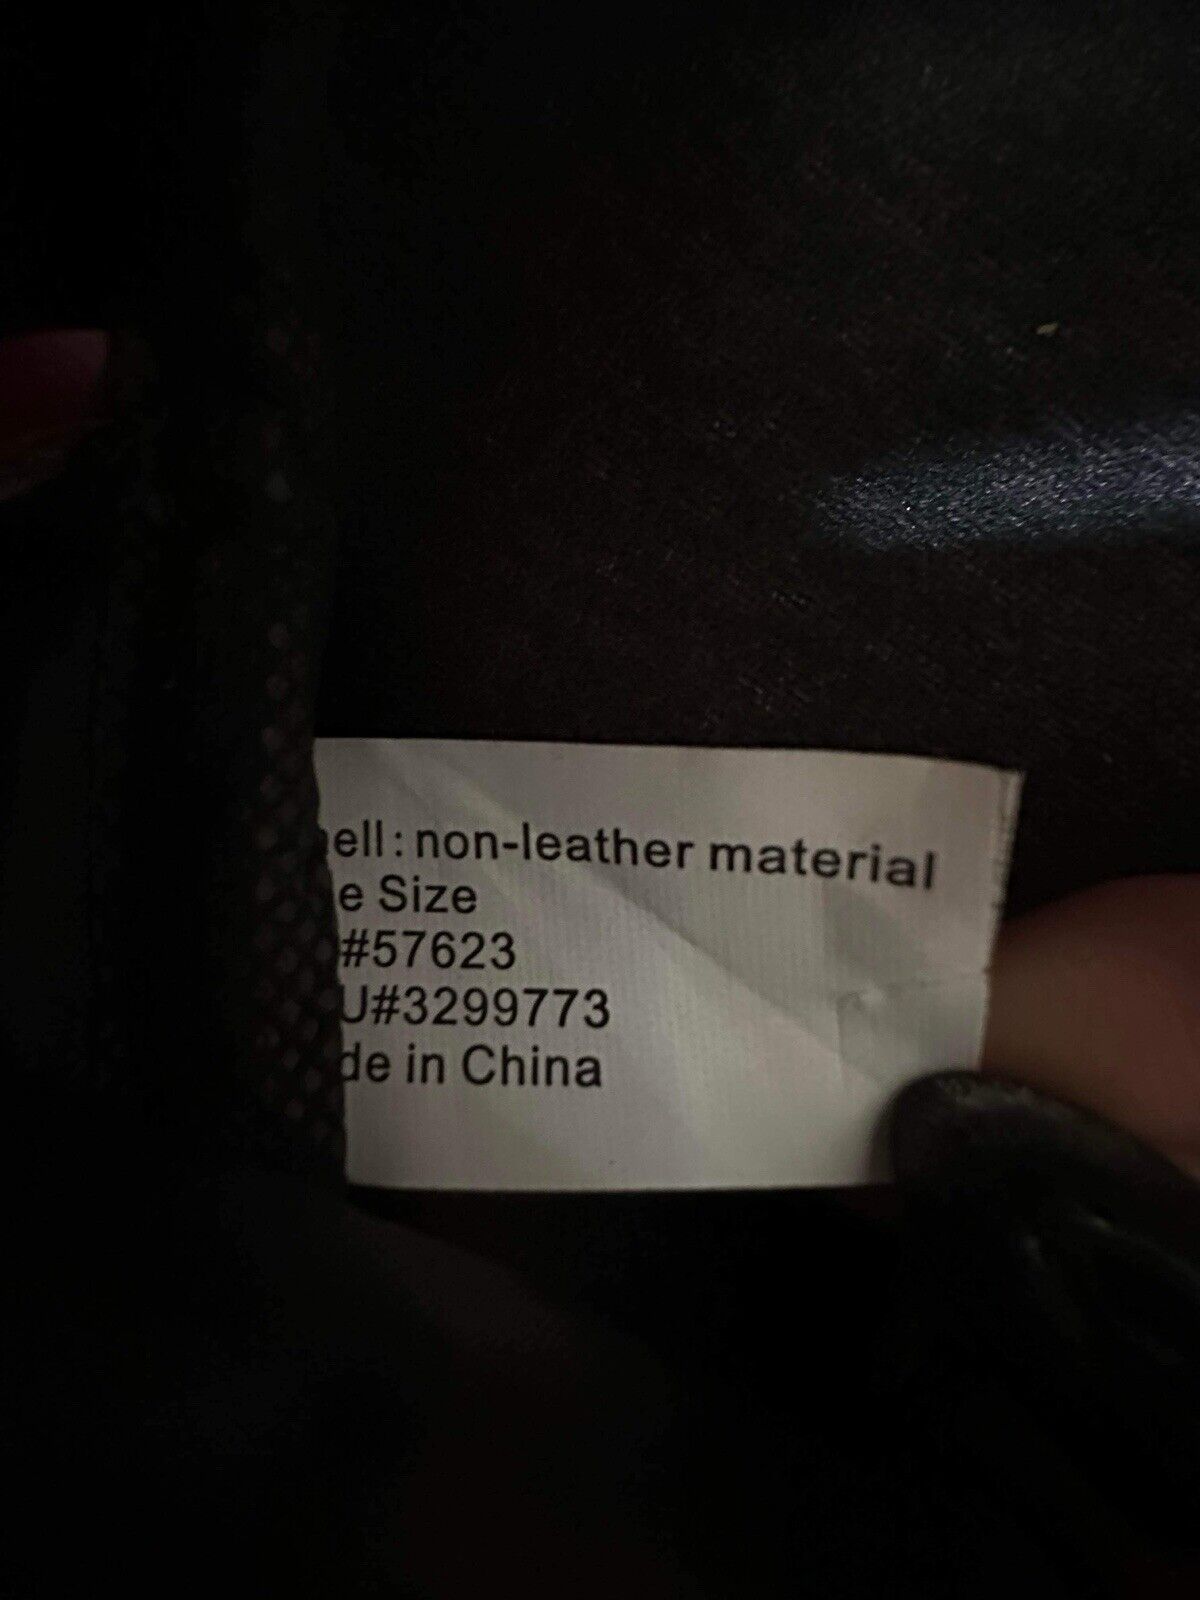 ell: non-leather material
e Size
#57623
U#3299773
de in China